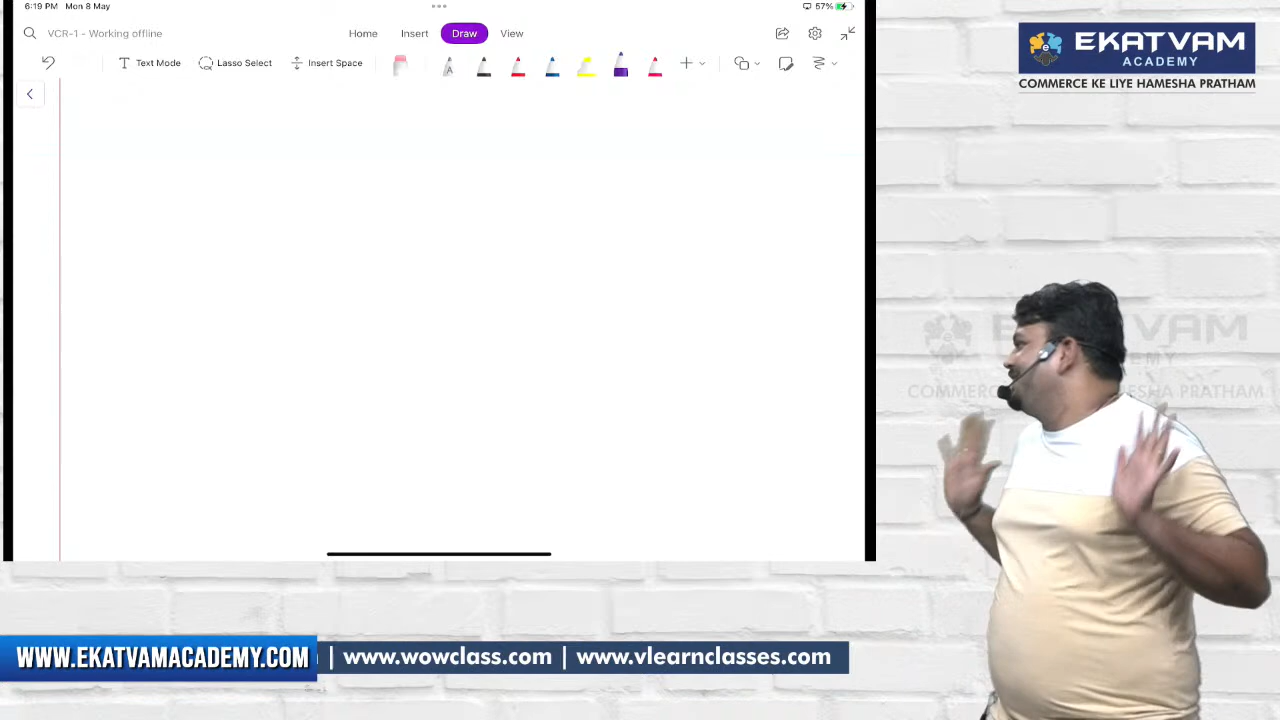 6:19 PM Mon 8 May
57%
VCR-1 - Working offline
Home Insert Draw View
Text Mode Lasso Select Insert Space
A
EKATVAM
ACADEMY
COMMERCE KE LIYE HAMESHA PRATHAM
WWW.EKATVAMACADEMY.COM | www.wowclass.com | www.vlearnclasses.com